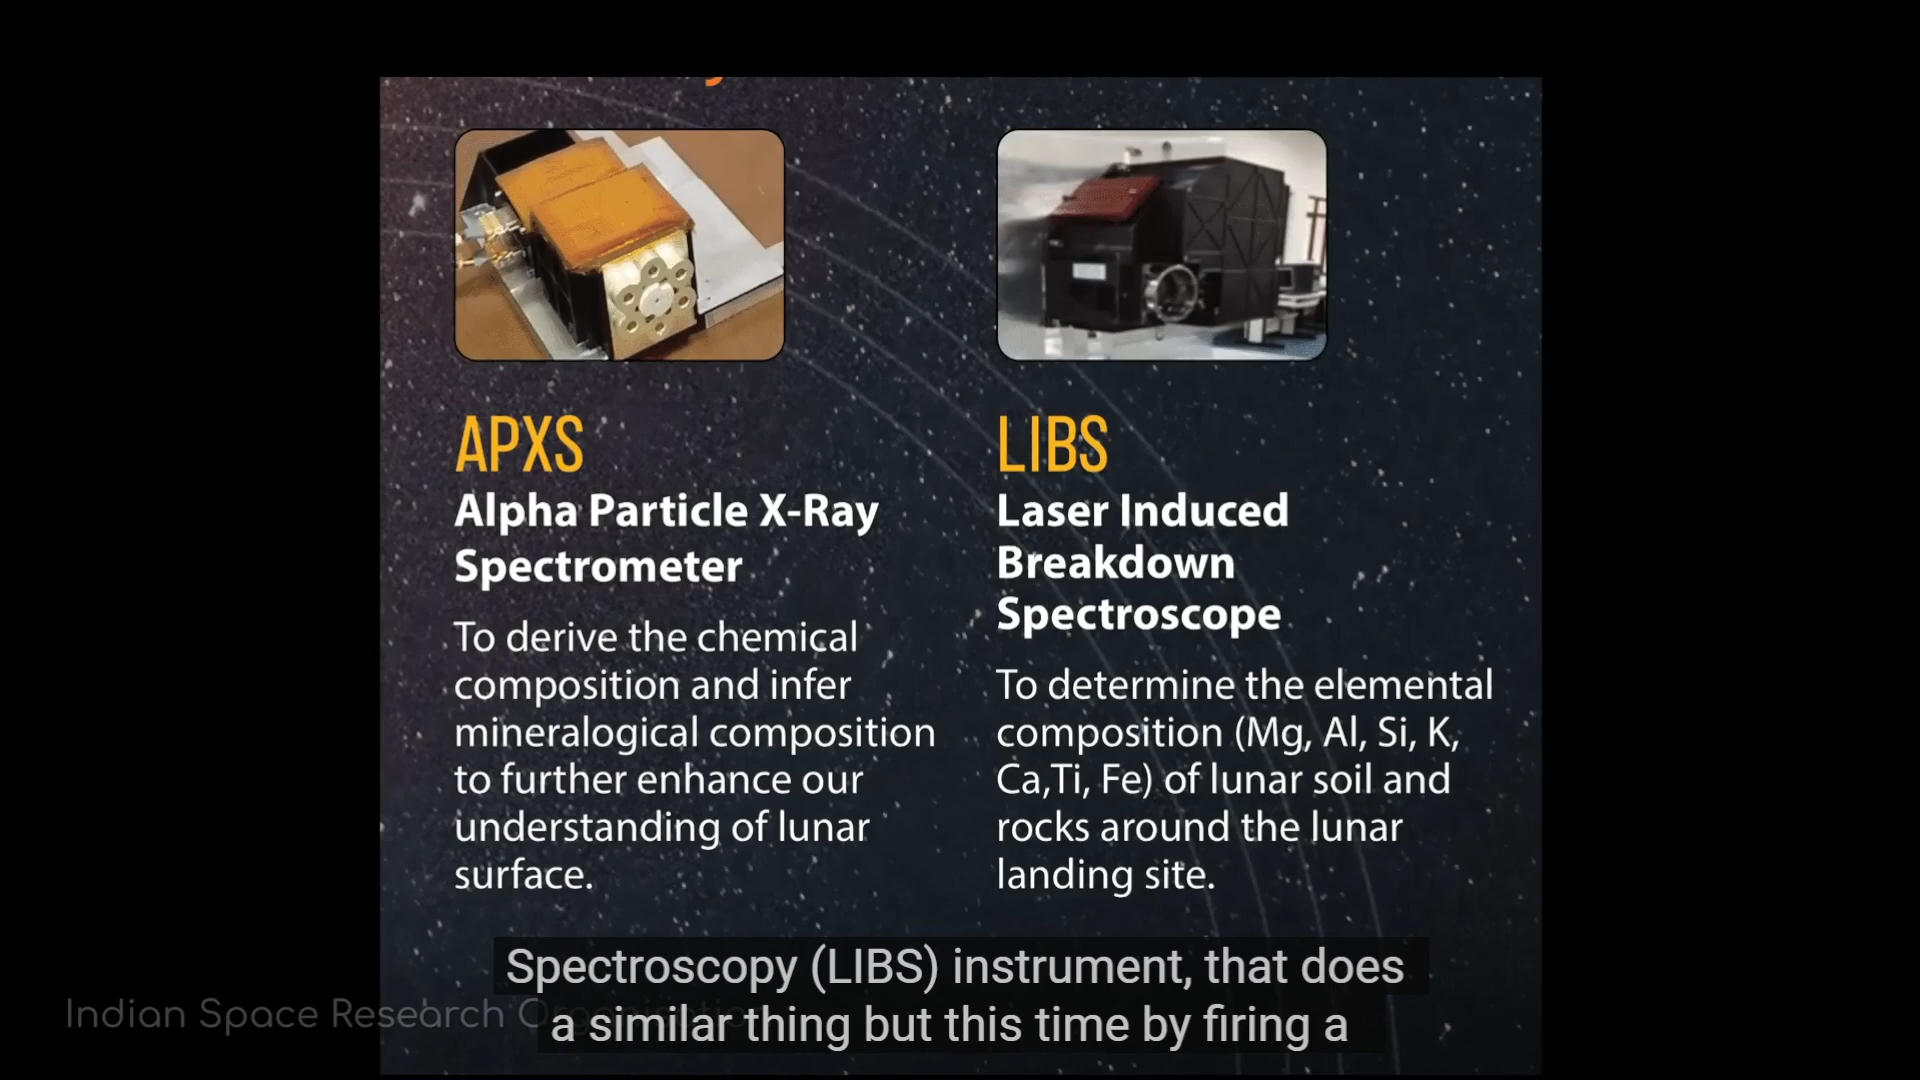 APXS
Alpha Particle X-Ray
Spectrometer
To derive the chemical
composition and infer
mineralogical composition
to further enhance our
understanding of lunar
surface.
LIBS
Laser Induced
Breakdown
Spectroscope
To determine the elemental
composition (Mg, Al, Si, K,
Ca,Ti, Fe) of lunar soil and
rocks around the lunar
landing site.
Spectroscopy (LIBS) instrument, that does
a similar thing but this time by firing a
Indian Space Research